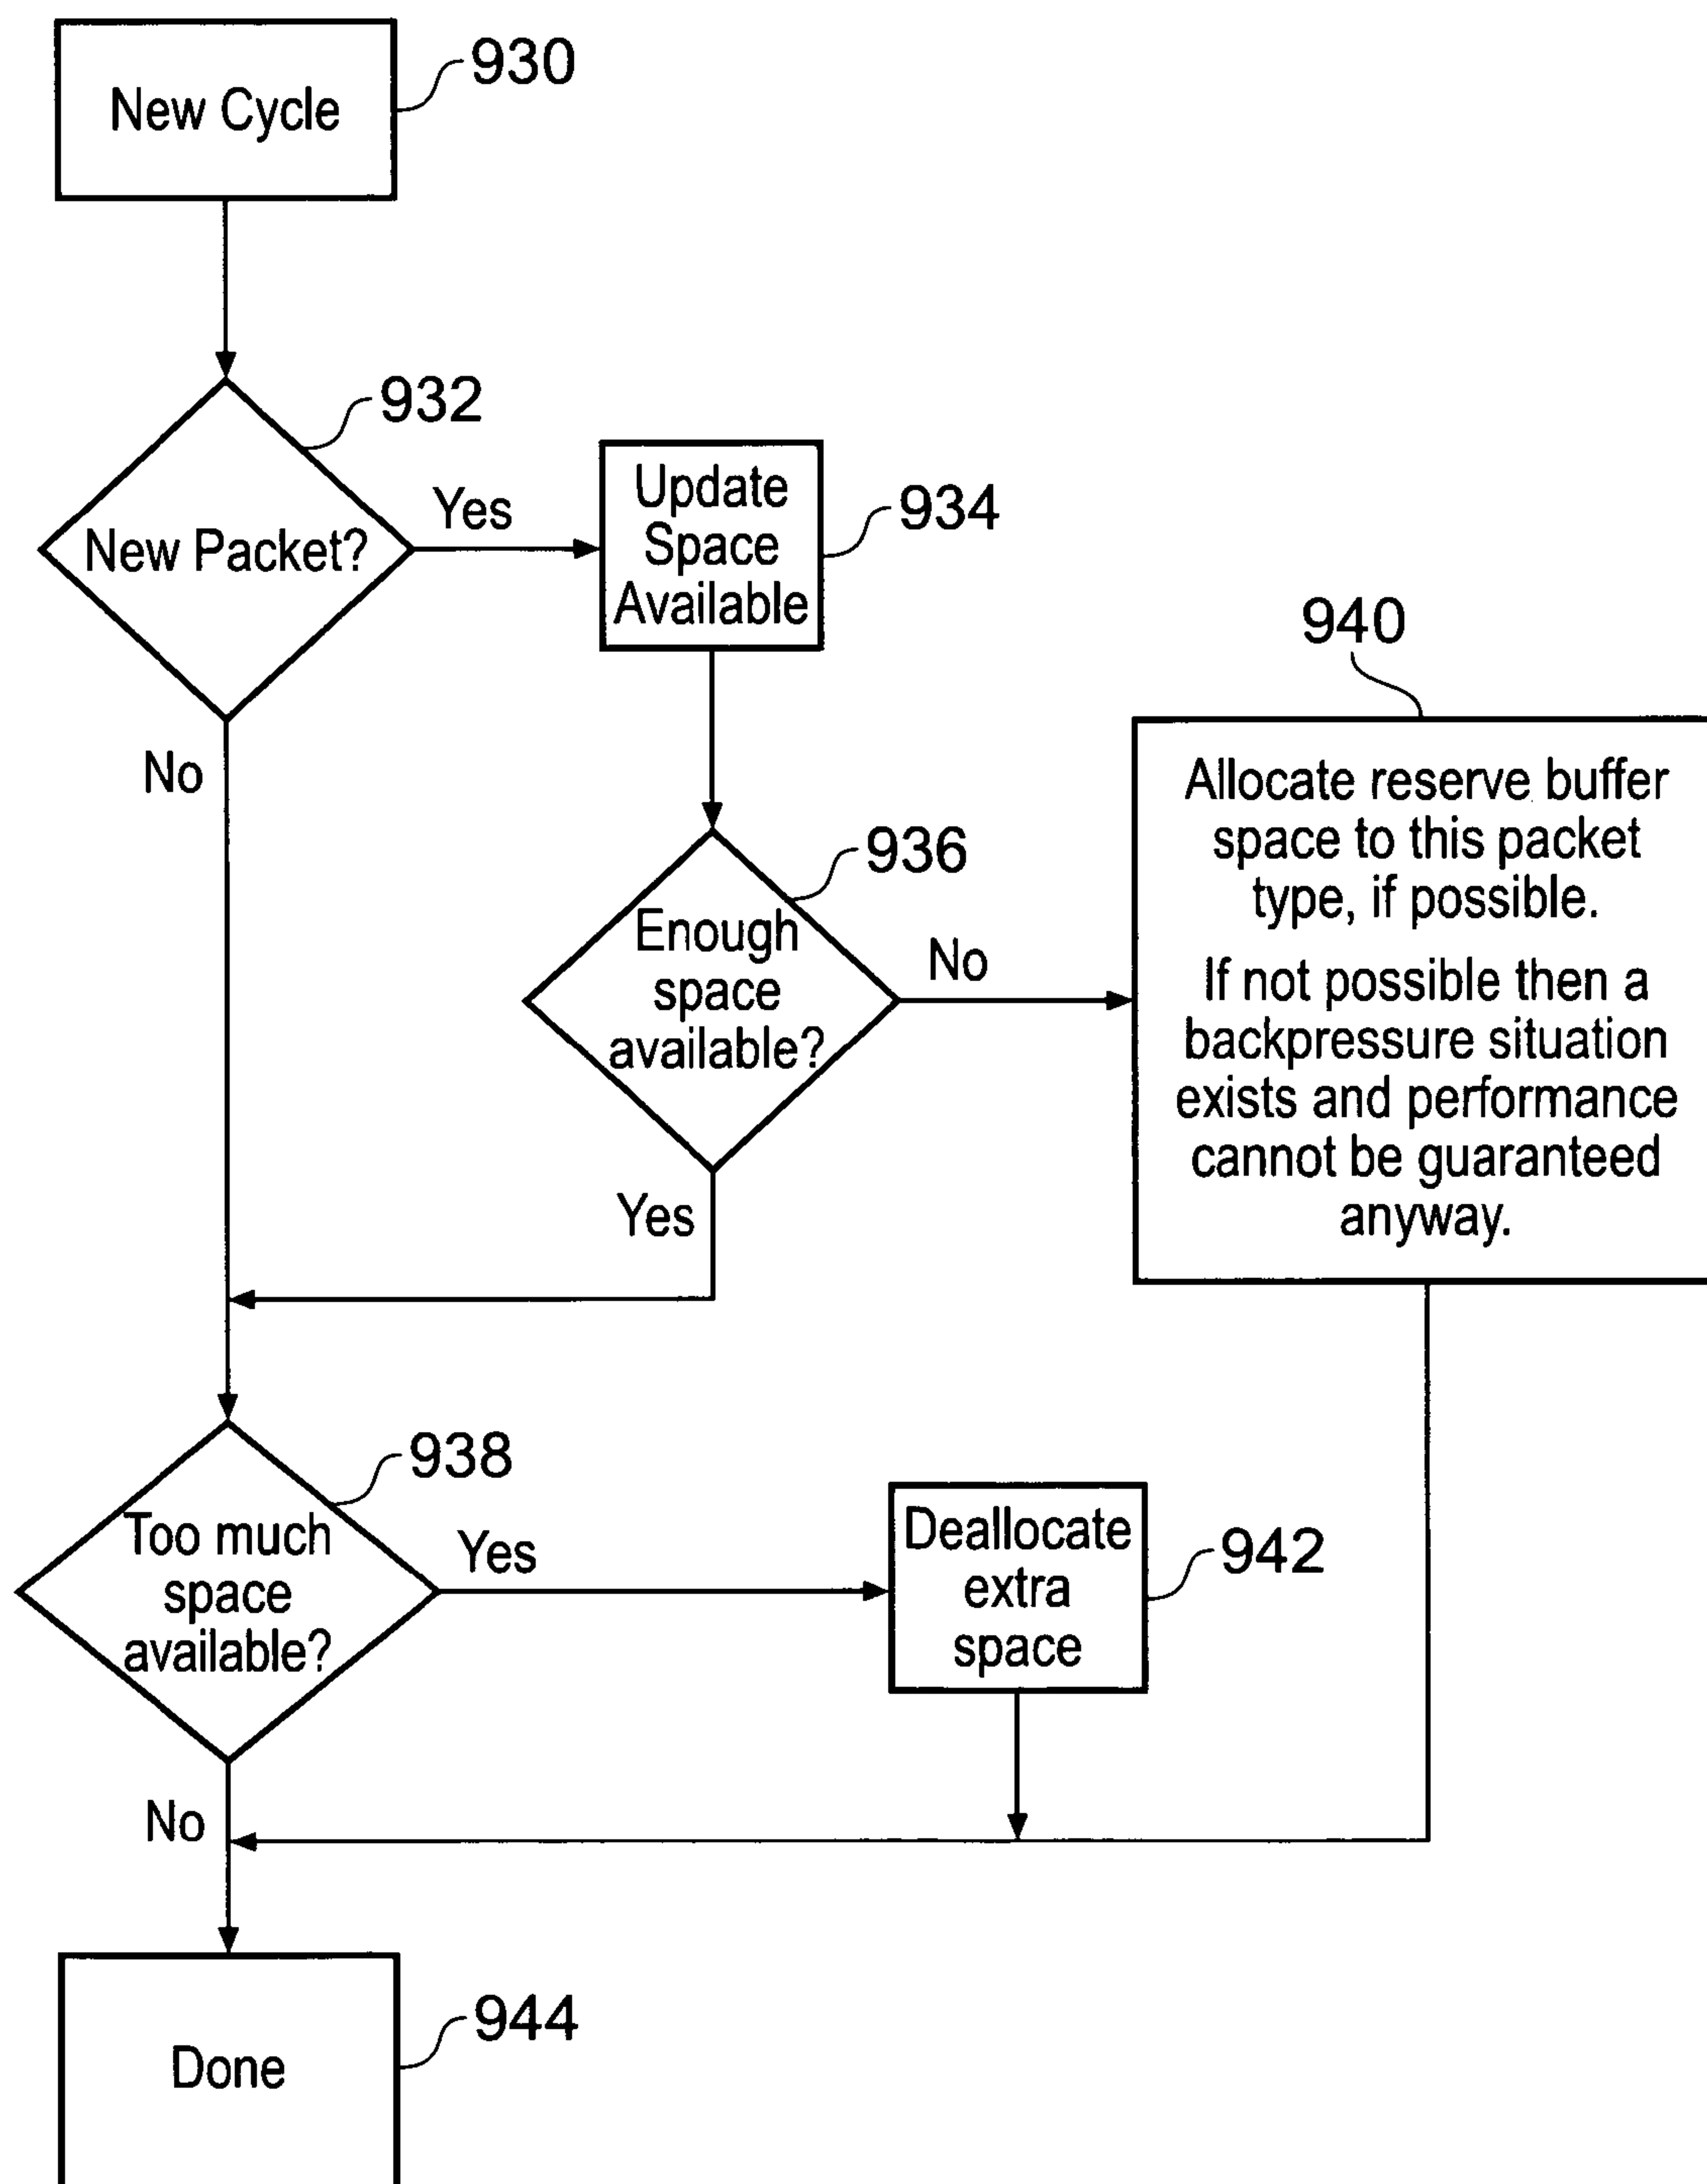 930
New Cycle
932
New Packet?
Yes
No
Update
Space
Available
934
936
Enough
space
available?
No
Yes
940
Allocate reserve buffer
space to this packet
type, if possible.
If not possible then a
backpressure situation
exists and performance
cannot be guaranteed
anyway.
938
Too much
space
available?
Yes
No
Deallocate
extra
space
942
Done
944